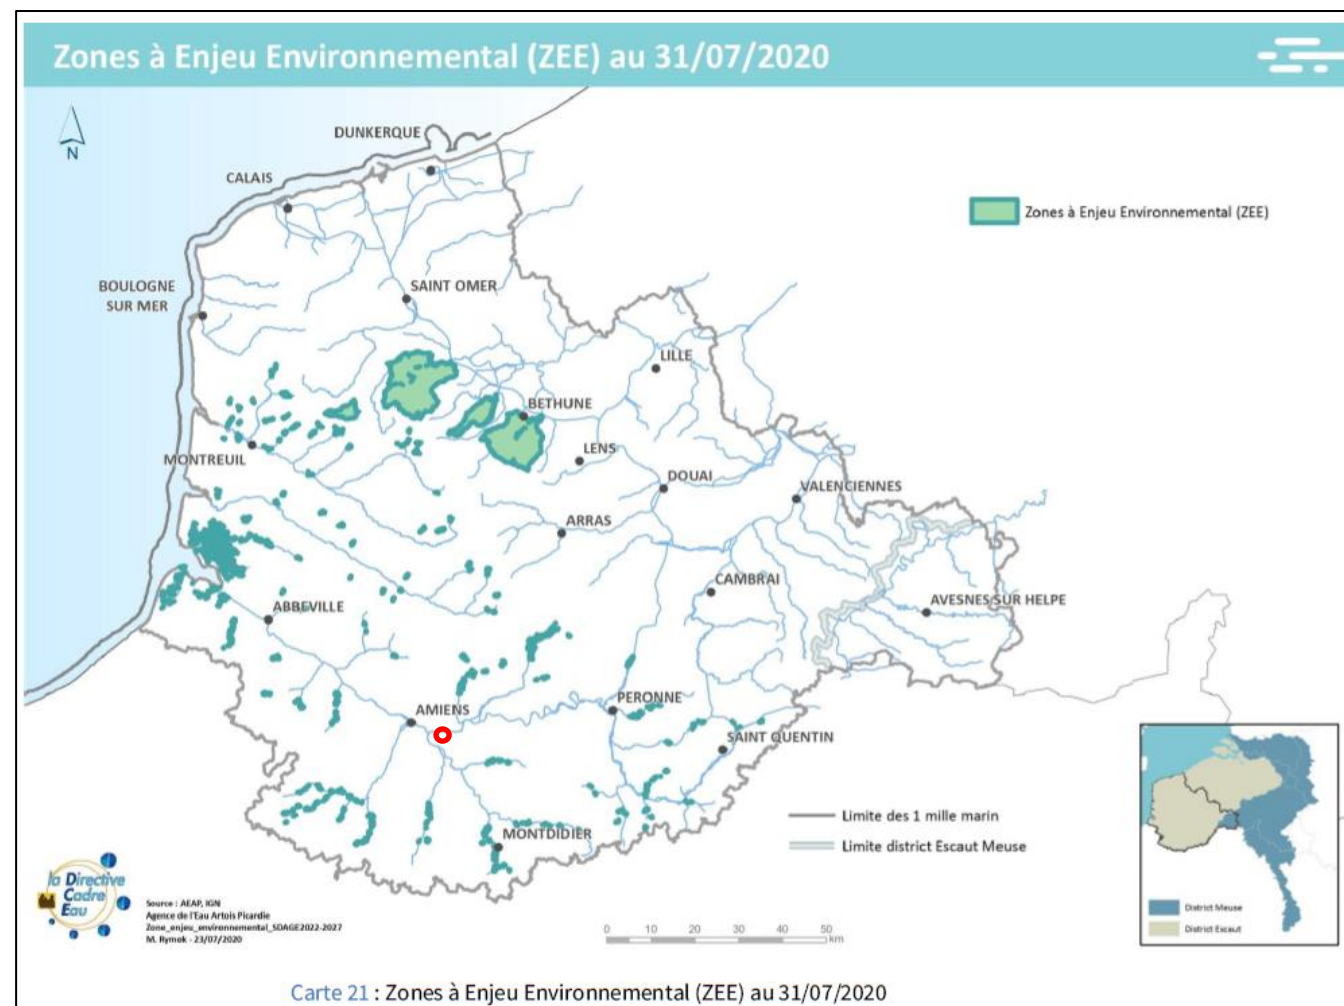 Zones à Enjeu Environnemental (ZEE) au 31/07/2020
N
DUNKERQUE
CALAIS
Zones à Enjeu Environnemental (ZEE)
BOULOGNE
SUR MER
SAINT OMER
LILLE
BETHUNE
LENS
MONTREUIL
DOUAI
VALENCIENNES
ARRAS
CAMBRAI
AVESNES SUR HELPE
ABBEVILLE
AMIENS
PERONNE
SAINT QUENTIN
MONTDIDIER
Limite des 1 mille marin
Limite district Escaut Meuse
la Directive
Cadre
Eau
Source : AEAP, IGN
Agence de l'Eau Artois Picardie
Zone_enjeu_environnemental_SDAGE2022-2027
M. Rymek - 23/07/2020
0 10 20 30 40 50
km
District Meuse
District Escaut
Carte 21 : Zones à Enjeu Environnemental (ZEE) au 31/07/2020